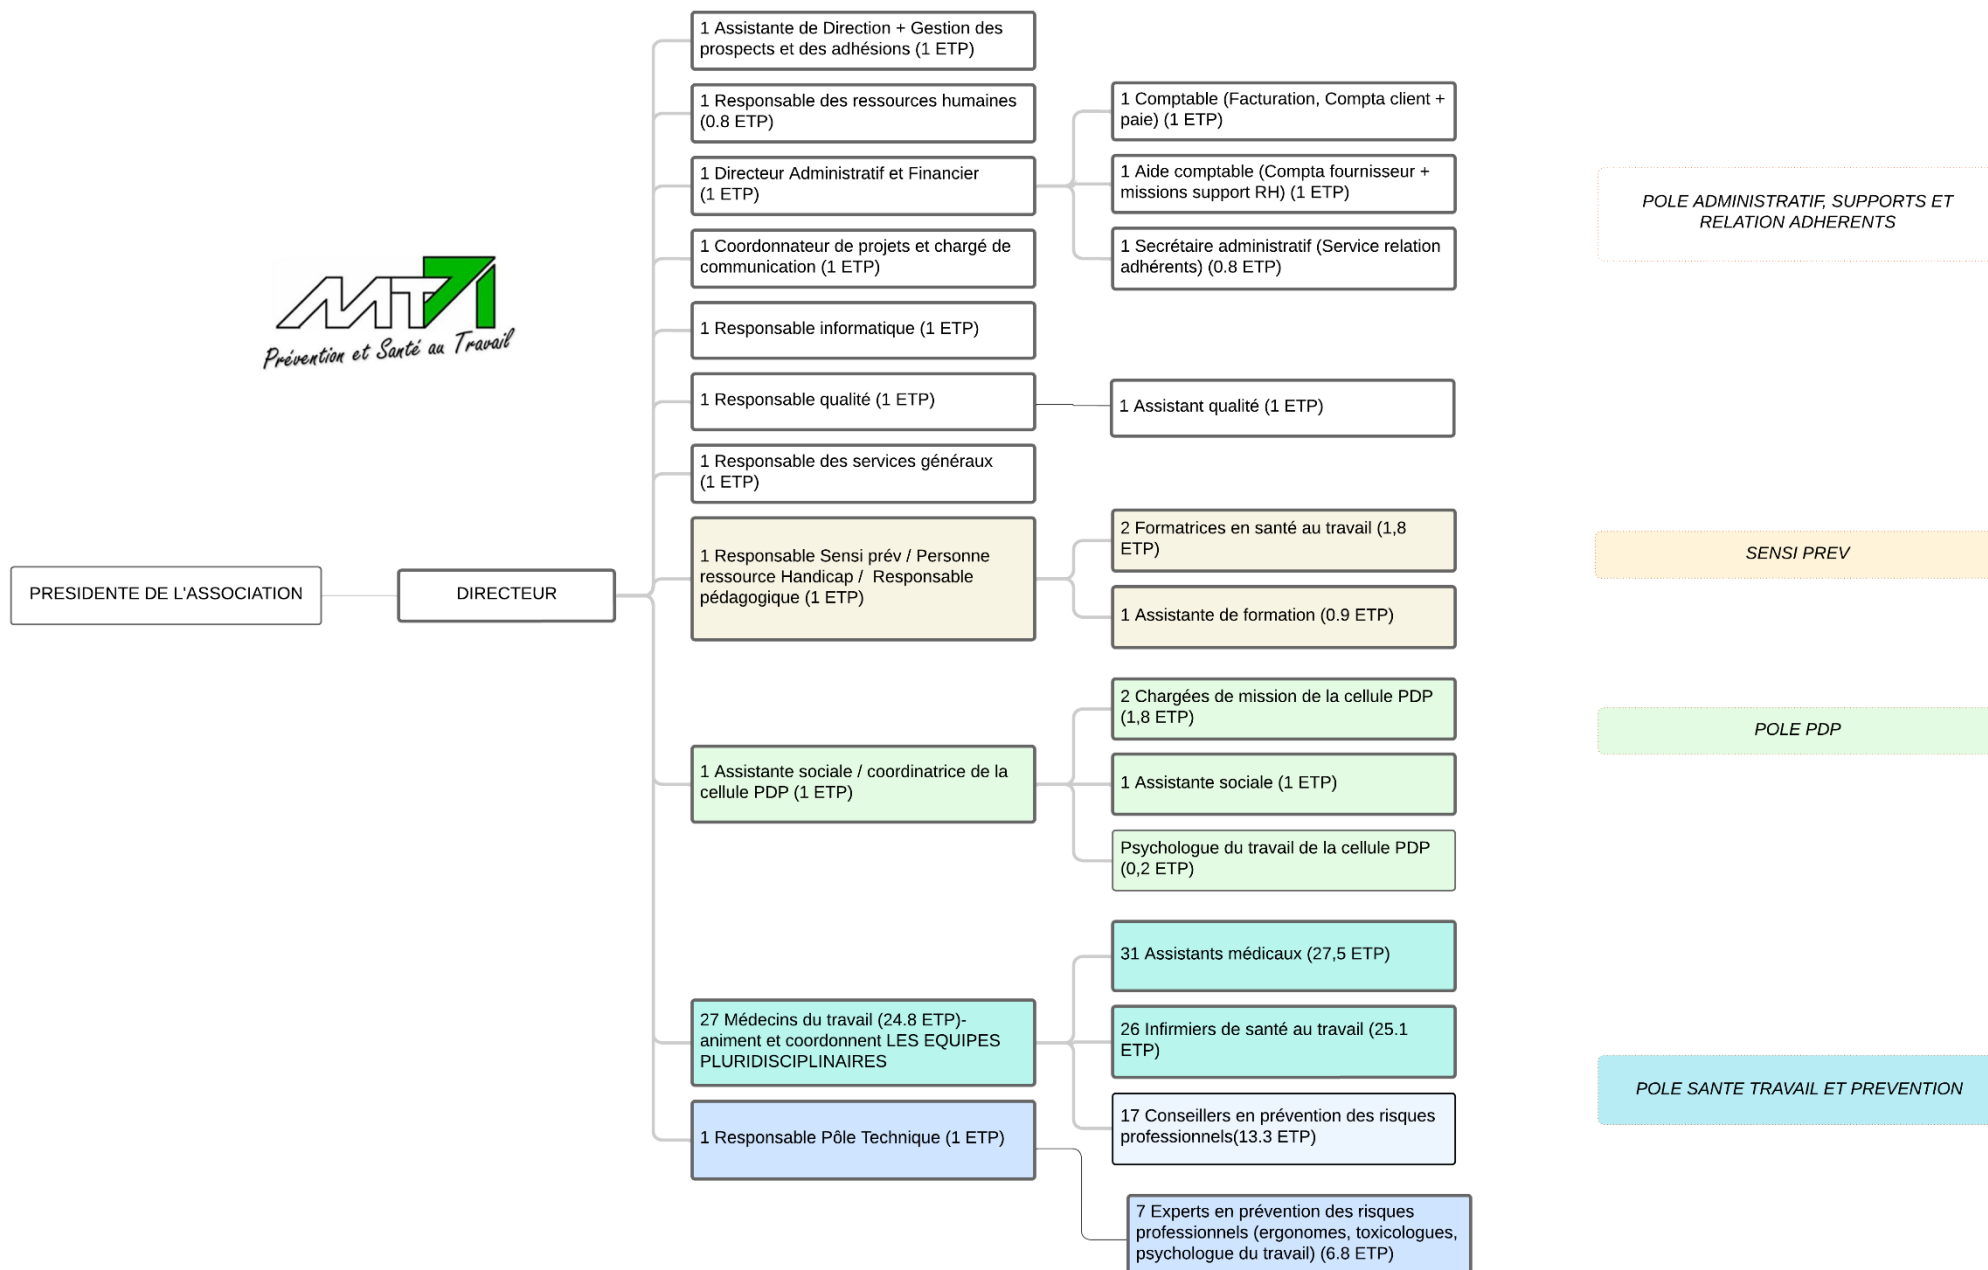 1 Assistante de Direction + Gestion des
prospects et des adhésions (1 ETP)
1 Responsable des ressources humaines
(0.8 ETP)
1 Directeur Administratif et Financier
(1 ETP)
1 Coordonnateur de projets et chargé de
communication (1 ETP)
1 Responsable informatique (1 ETP)
1 Responsable qualité (1 ETP)
1 Responsable des services généraux
(1 ETP)
1 Responsable Sensi prév / Personne
ressource Handicap /  Responsable
pédagogique (1 ETP)
1 Assistante sociale / coordinatrice de la
cellule PDP (1 ETP)
27 Médecins du travail (24.8 ETP)-
animent et coordonnent LES EQUIPES
PLURIDISCIPLINAIRES
1 Responsable Pôle Technique (1 ETP)
1 Comptable (Facturation, Compta client +
paie) (1 ETP)
1 Aide comptable (Compta fournisseur +
missions support RH) (1 ETP)
1 Secrétaire administratif (Service relation
adhérents) (0.8 ETP)
1 Assistant qualité (1 ETP)
2 Formatrices en santé au travail (1,8
ETP)
1 Assistante de formation (0.9 ETP)
2 Chargées de mission de la cellule PDP
(1,8 ETP)
1 Assistante sociale (1 ETP)
Psychologue du travail de la cellule PDP
(0,2 ETP)
31 Assistants médicaux (27,5 ETP)
26 Infirmiers de santé au travail (25.1
ETP)
17 Conseillers en prévention des risques
professionnels(13.3 ETP)
7 Experts en prévention des risques
professionnels (ergonomes, toxicologues,
psychologue du travail) (6.8 ETP)
MT71
Prévention et Santé au Travail
PRESIDENTE DE L'ASSOCIATION
DIRECTEUR
POLE ADMINISTRATIF, SUPPORTS ET
RELATION ADHERENTS
SENSI PREV
POLE PDP
POLE SANTE TRAVAIL ET PREVENTION